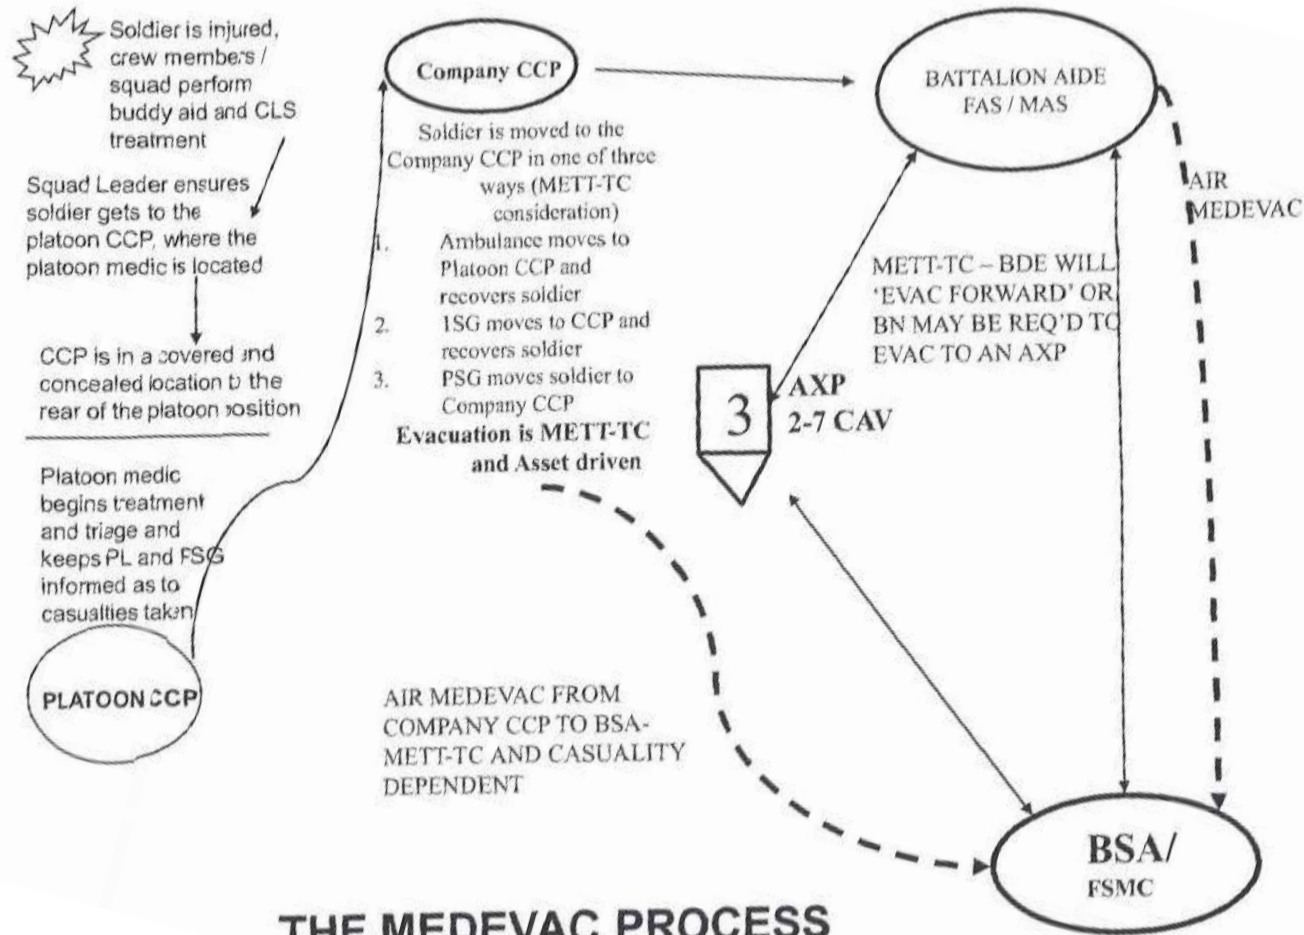 Soldier is injured,
crew members /
squad perform
buddy aid and CLS
treatment
Squad Leader ensures
soldier gets to the
platoon CCP, where the
platoon medic is located
CCP is in a covered and
concealed location to the
rear of the platoon position
Platoon medic
begins treatment
and triage and
keeps PL and PSG
informed as to
casualties taken
PLATOON CCP
Company CCP
Soldier is moved to the
Company CCP in one of three
ways (METT-TC
consideration)
1. Ambulance moves to
Platoon CCP and
recovers soldier
2. 1SG moves to CCP and
recovers soldier
3. PSG moves soldier to
Company CCP
Evacuation is METT-TC
and Asset driven
AIR MEDEVAC FROM
COMPANY CCP TO BSA-
METT-TC AND CASUALITY
DEPENDENT
BATTALION AIDE
FAS / MAS
AIR
MEDEVAC
METT-TC – BDE WILL
'EVAC FORWARD' OR
BN MAY BE REQ'D TO
EVAC TO AN AXP
3
AXP
2-7 CAV
BSA/
FSMC
THE MEDEVAC PROCESS